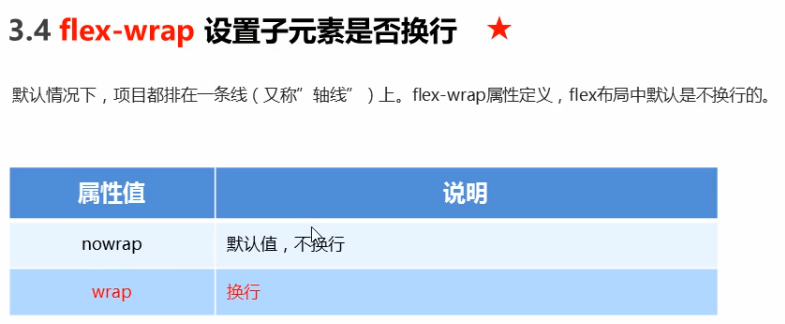 3.4 flex-wrap 设置子元素是否换行 ★
默认情况下，项目都排在一条线（又称”轴线”）上。flex-wrap属性定义，flex布局中默认是不换行的。
属性值 说明
nowrap 默认值，不换行
wrap 换行